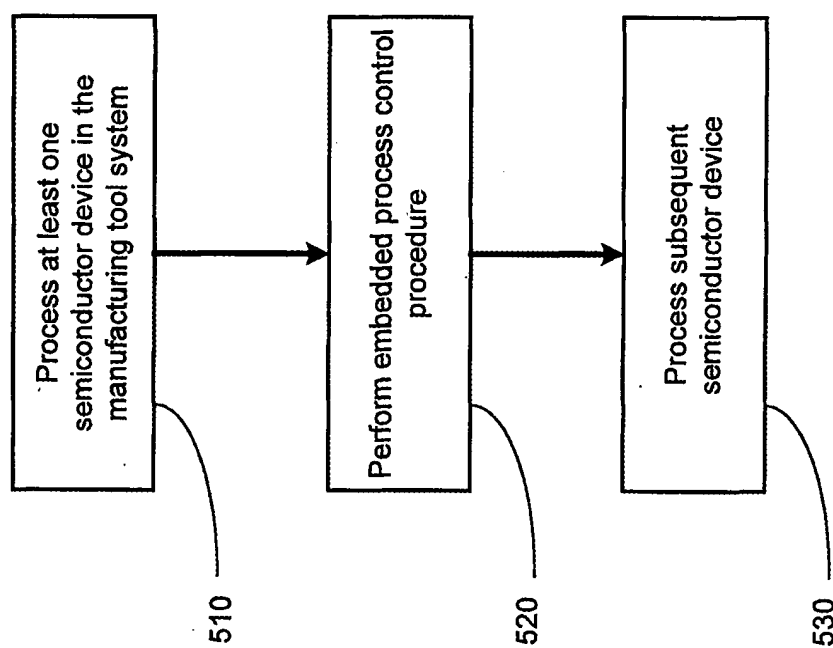 Process at least one
semiconductor device in the
manufacturing tool system
510
Perform embedded process control
procedure
520
Process subsequent
semiconductor device
530